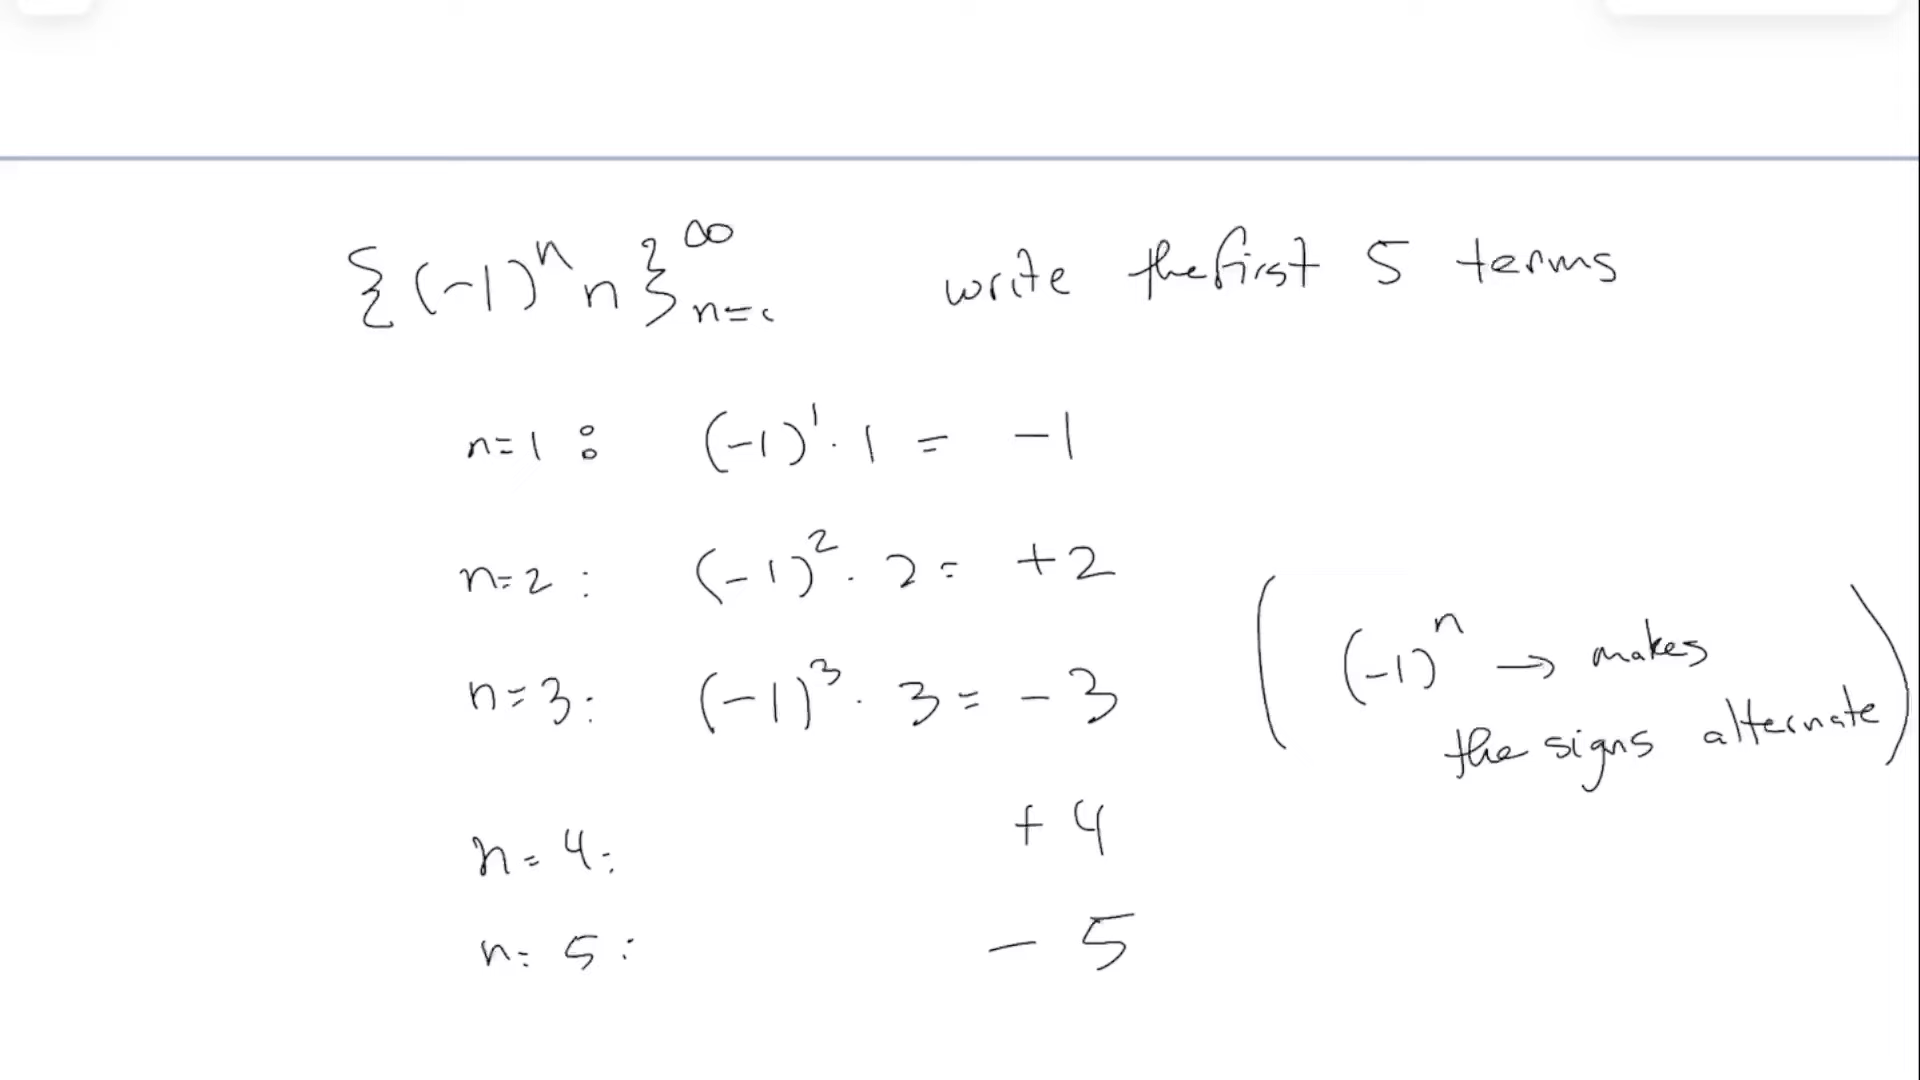 {(-1)ⁿ n}^∞_n= write the first 5 terms
n=1 : (-1)¹ · 1 = -1
n=2 : (-1)² · 2 = +2
n=3 : (-1)³ · 3 = -3
((-1)ⁿ → makes
the signs alternate)
n=4: +4
n=5: -5